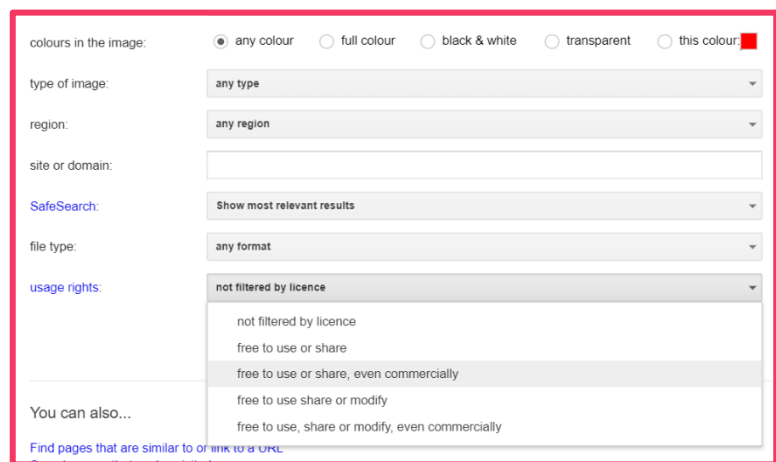 colours in the image: any colour full colour black & white transparent this colour:
type of image: any type
region: any region
site or domain:
SafeSearch: Show most relevant results
file type: any format
usage rights: not filtered by licence
not filtered by licence
free to use or share
free to use or share, even commercially
free to use share or modify
free to use, share or modify, even commercially
You can also...
Find pages that are similar to or link to a URL